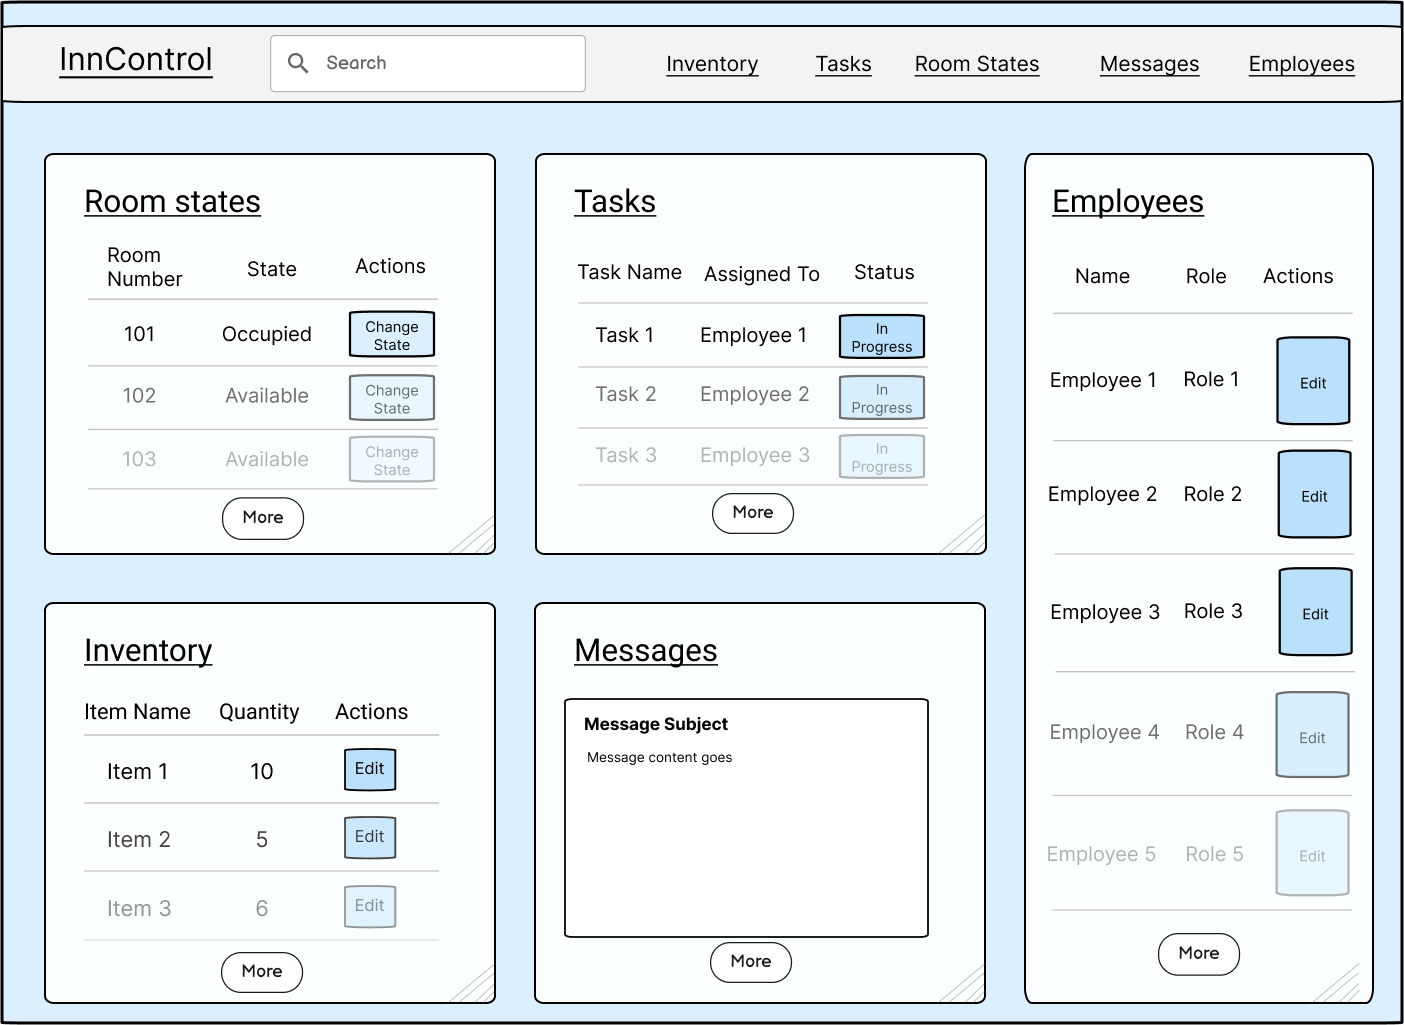 InnControl
Search
Inventory
Tasks
Room States
Messages
Employees
Room states
Room
Number
State
Actions
101
Occupied
Change
State
102
Available
Change
State
103
Available
Change
State
More
Tasks
Task Name
Assigned To
Status
Task 1
Employee 1
In
Progress
Task 2
Employee 2
In
Progress
Task 3
Employee 3
In
Progress
More
Employees
Name
Role
Actions
Employee 1
Role 1
Edit
Employee 2
Role 2
Edit
Employee 3
Role 3
Edit
Employee 4
Role 4
Edit
Employee 5
Role 5
Edit
More
Inventory
Item Name
Quantity
Actions
Item 1
10
Edit
Item 2
5
Edit
Item 3
6
Edit
More
Messages
Message Subject
Message content goes
More